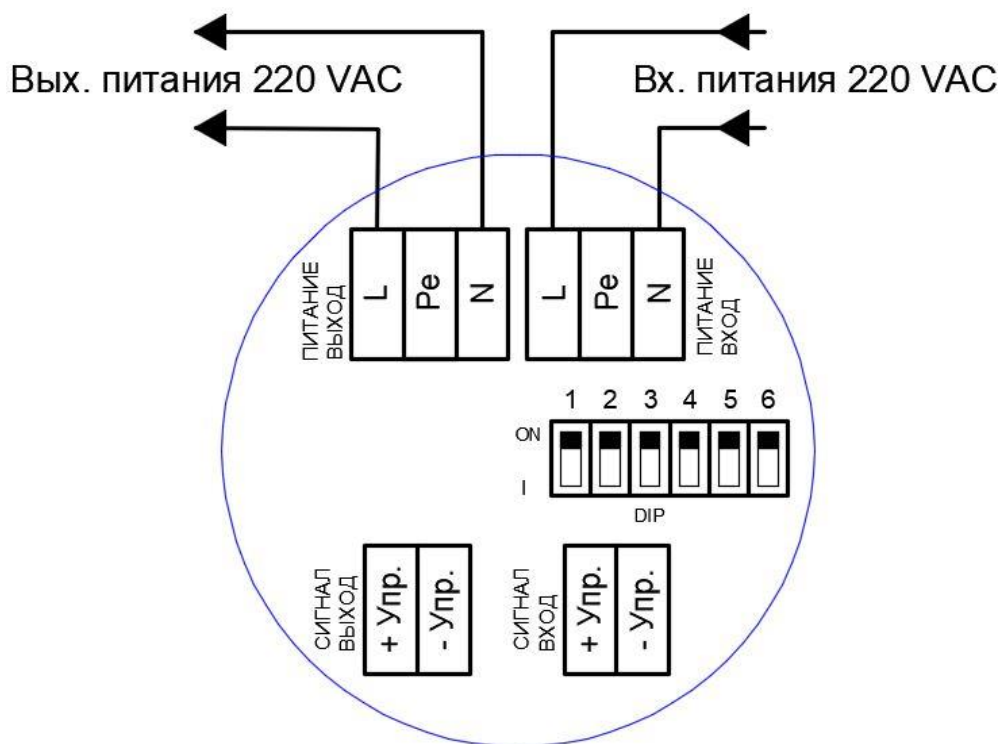 Вых. питания 220 VAC
Вх. питания 220 VAC
ПИТАНИЕ
ВЫХОД
L
Pe
N
L
Pe
N
ПИТАНИЕ
ВХОД
1 2 3 4 5 6
ON
I
DIP
СИГНАЛ
ВЫХОД
+ Упр.
- Упр.
СИГНАЛ
ВХОД
+ Упр.
- Упр.